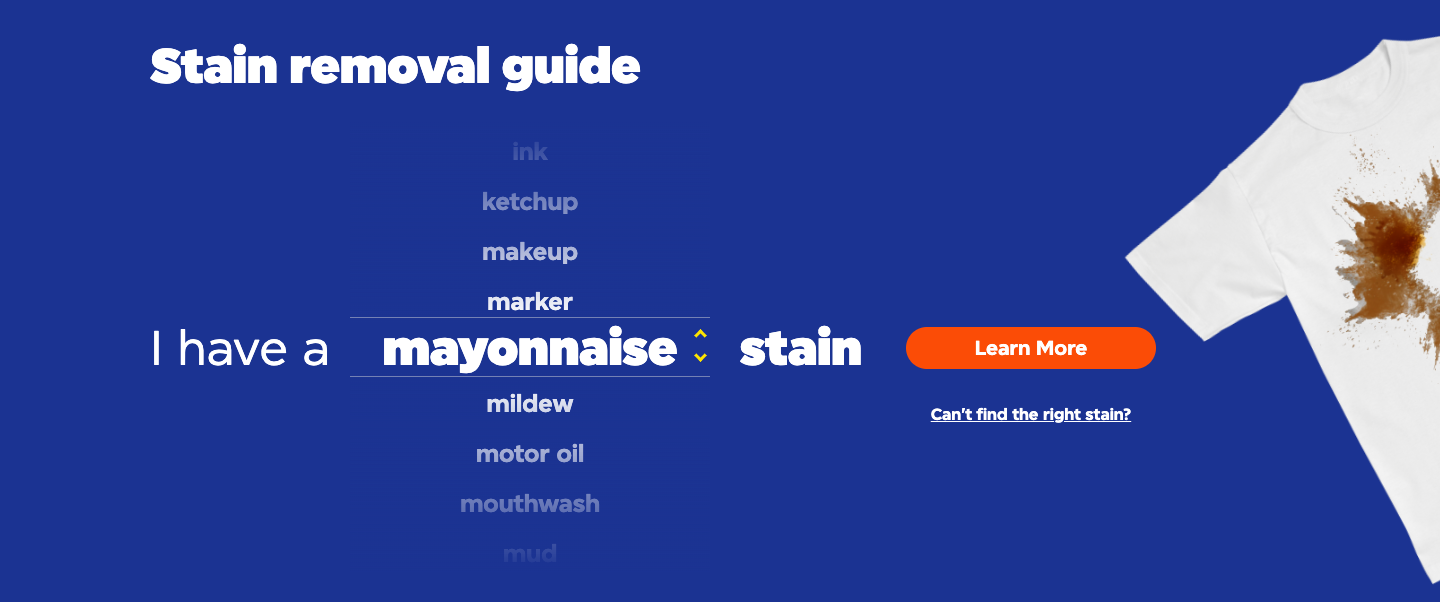 Stain removal guide
ink
ketchup
makeup
marker
I have a mayonnaise stain
Learn More
mildew
Can't find the right stain?
motor oil
mouthwash
mud